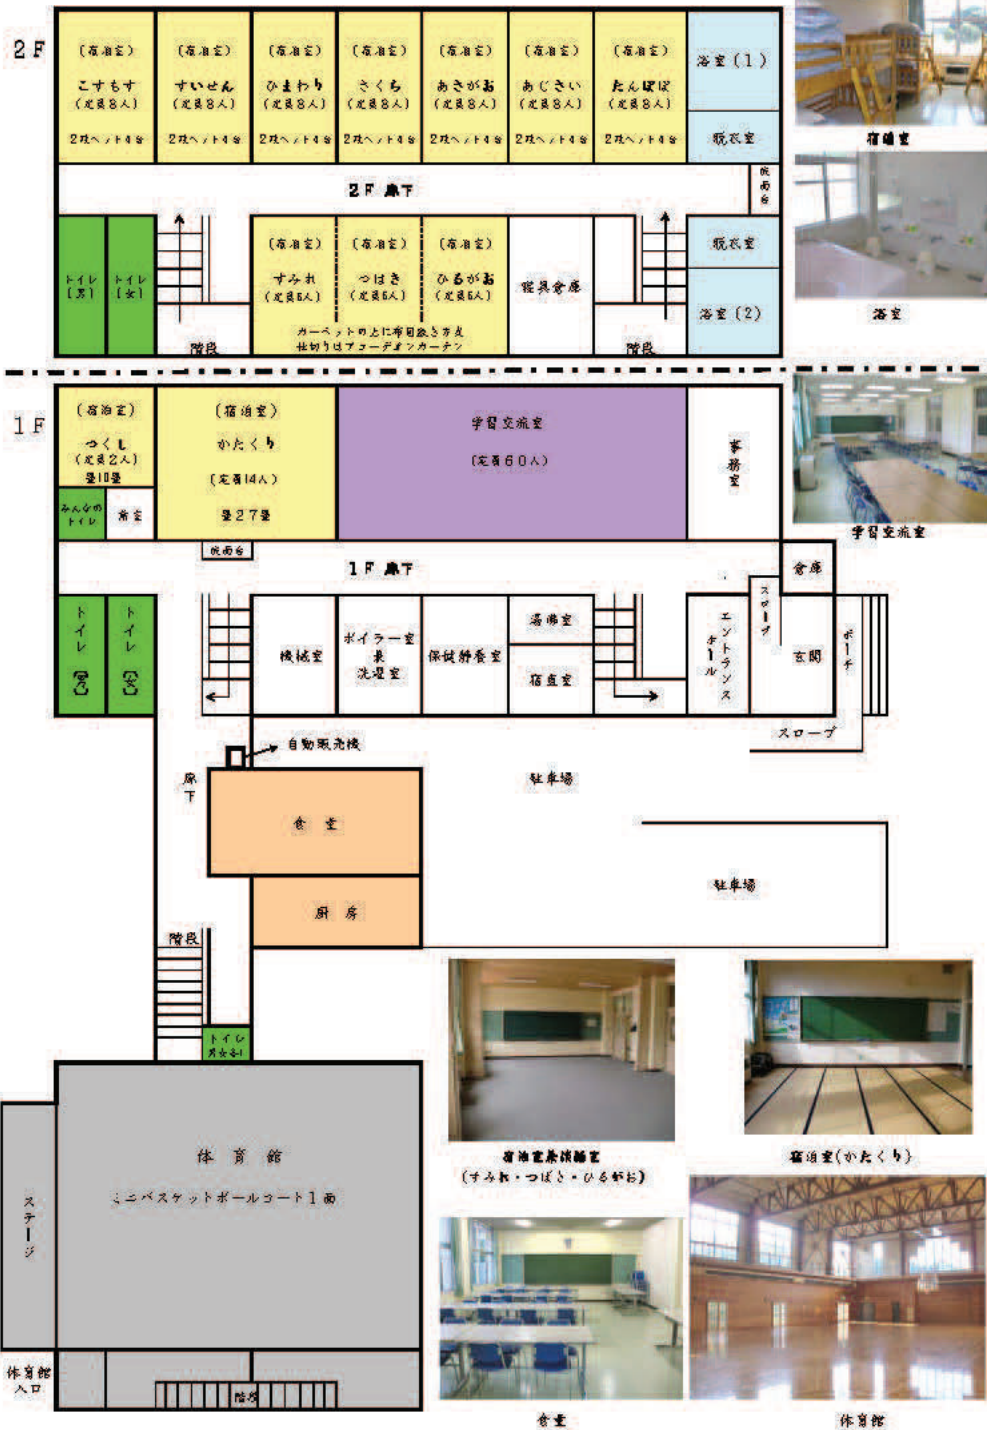 2F
(宿泊室)
こすもす
(定員8人)
2段ベット4台
(宿泊室)
すいせん
(定員8人)
2段ベット4台
(宿泊室)
ひまわり
(定員8人)
2段ベット4台
(宿泊室)
さくら
(定員8人)
2段ベット4台
(宿泊室)
あさがお
(定員8人)
2段ベット4台
(宿泊室)
あじさい
(定員8人)
2段ベット4台
(宿泊室)
たんぽぽ
(定員8人)
2段ベット4台
浴室(1)
脱衣室
宿泊室
2F 廊下
洗面台
トイレ
(男)
トイレ
(女)
階段
(宿泊室)
すみれ
(定員6人)
(宿泊室)
つばき
(定員6人)
(宿泊室)
ひるがお
(定員6人)
カーペットの上に布団敷き方式
仕切りはアコーデオンカーテン
寝具倉庫
階段
脱衣室
浴室(2)
浴室
1F
(宿泊室)
つくし
(定員2人)
畳10畳
みんなの
トイレ
(宿泊室)
かたくり
(定員14人)
畳27畳
学習交流室
(定員60人)
事務室
学習交流室
洗面台
1F 廊下
倉庫
トイレ
(男)
トイレ
(女)
機械室
ボイラー室
兼
洗濯室
保健静養室
湯沸室
宿直室
エントランス
ホール
スロープ
玄関
ポーチ
スロープ
自動販売機
廊下
食堂
厨房
駐車場
駐車場
階段
トイレ
男女各1
体育館
ミニバスケットボールコート1面
ステージ
体育館
入口
階段
宿泊室兼談話室
(すみれ・つばき・ひるがお)
宿泊室(かたくり)
食堂
体育館